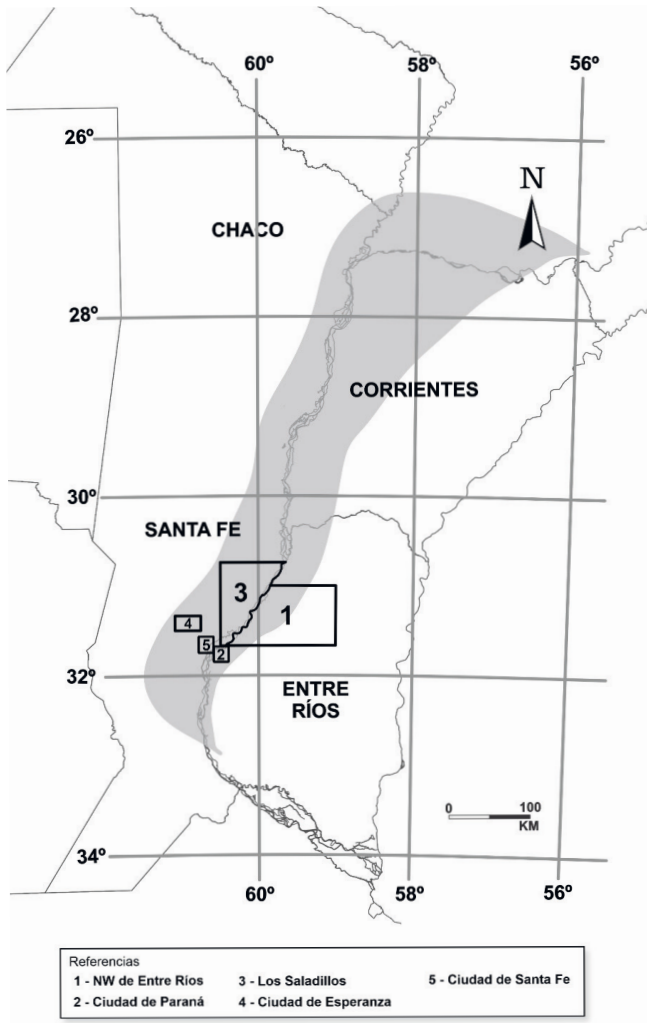 60º 58º 56º
26º
N
CHACO
28º
CORRIENTES
30º
SANTA FE
3
1
4
5
2
32º
ENTRE
RÍOS
0 100
KM
34º
60º 58º 56º
Referencias
1 - NW de Entre Ríos 3 - Los Saladillos 5 - Ciudad de Santa Fe
2 - Ciudad de Paraná 4 - Ciudad de Esperanza